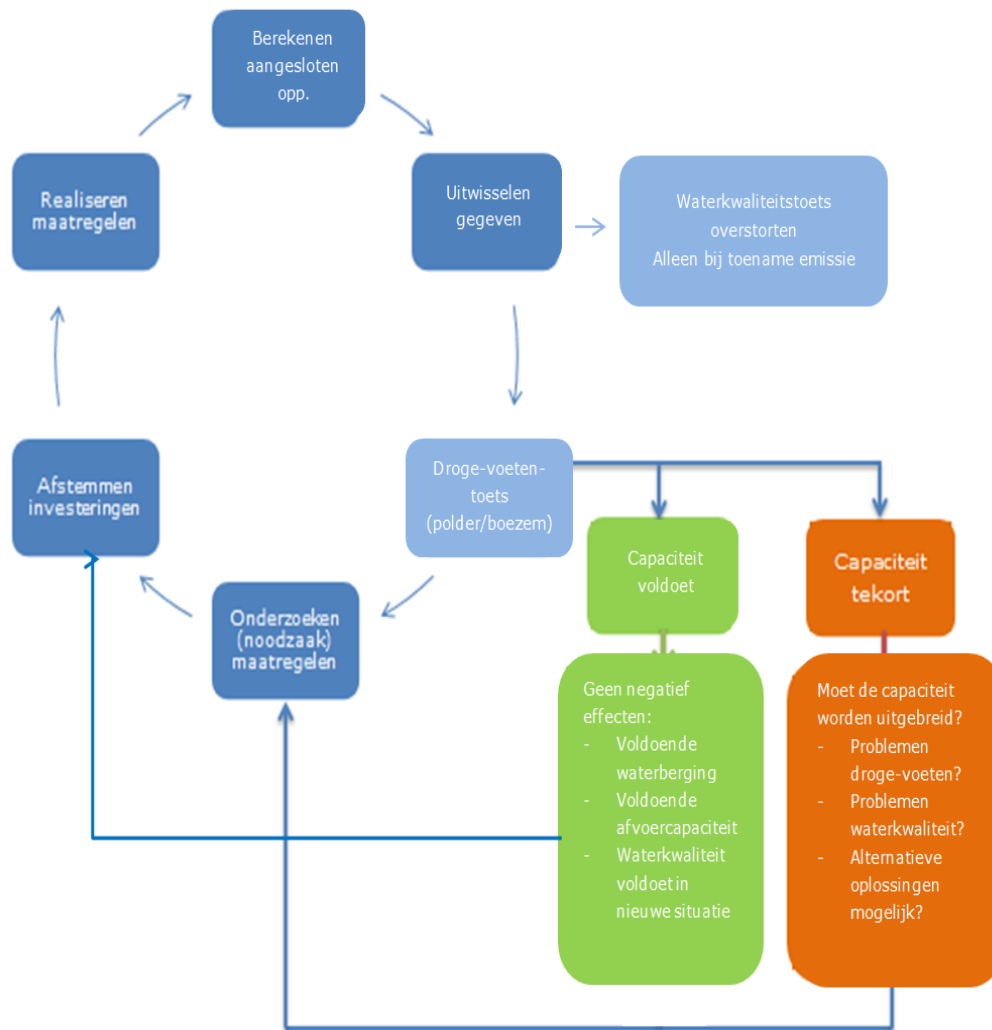 Berekenen
aangesloten
opp.
Uitwisselen
gegeven
Waterkwaliteitstoets
overstorten
Alleen bij toename emissie
Realiseren
maatregelen
Droge-voeten-
toets
(polder/boezem)
Afstemmen
investeringen
Onderzoeken
(noodzaak)
maatregelen
Capaciteit
voldoet
Capaciteit
tekort
Geen negatief
effecten:
- Voldoende
waterberging
- Voldoende
afvoercapaciteit
- Waterkwaliteit
voldoet in
nieuwe situatie
Moet de capaciteit
worden uitgebreid?
- Problemen
droge-voeten?
- Problemen
waterkwaliteit?
- Alternatieve
oplossingen
mogelijk?